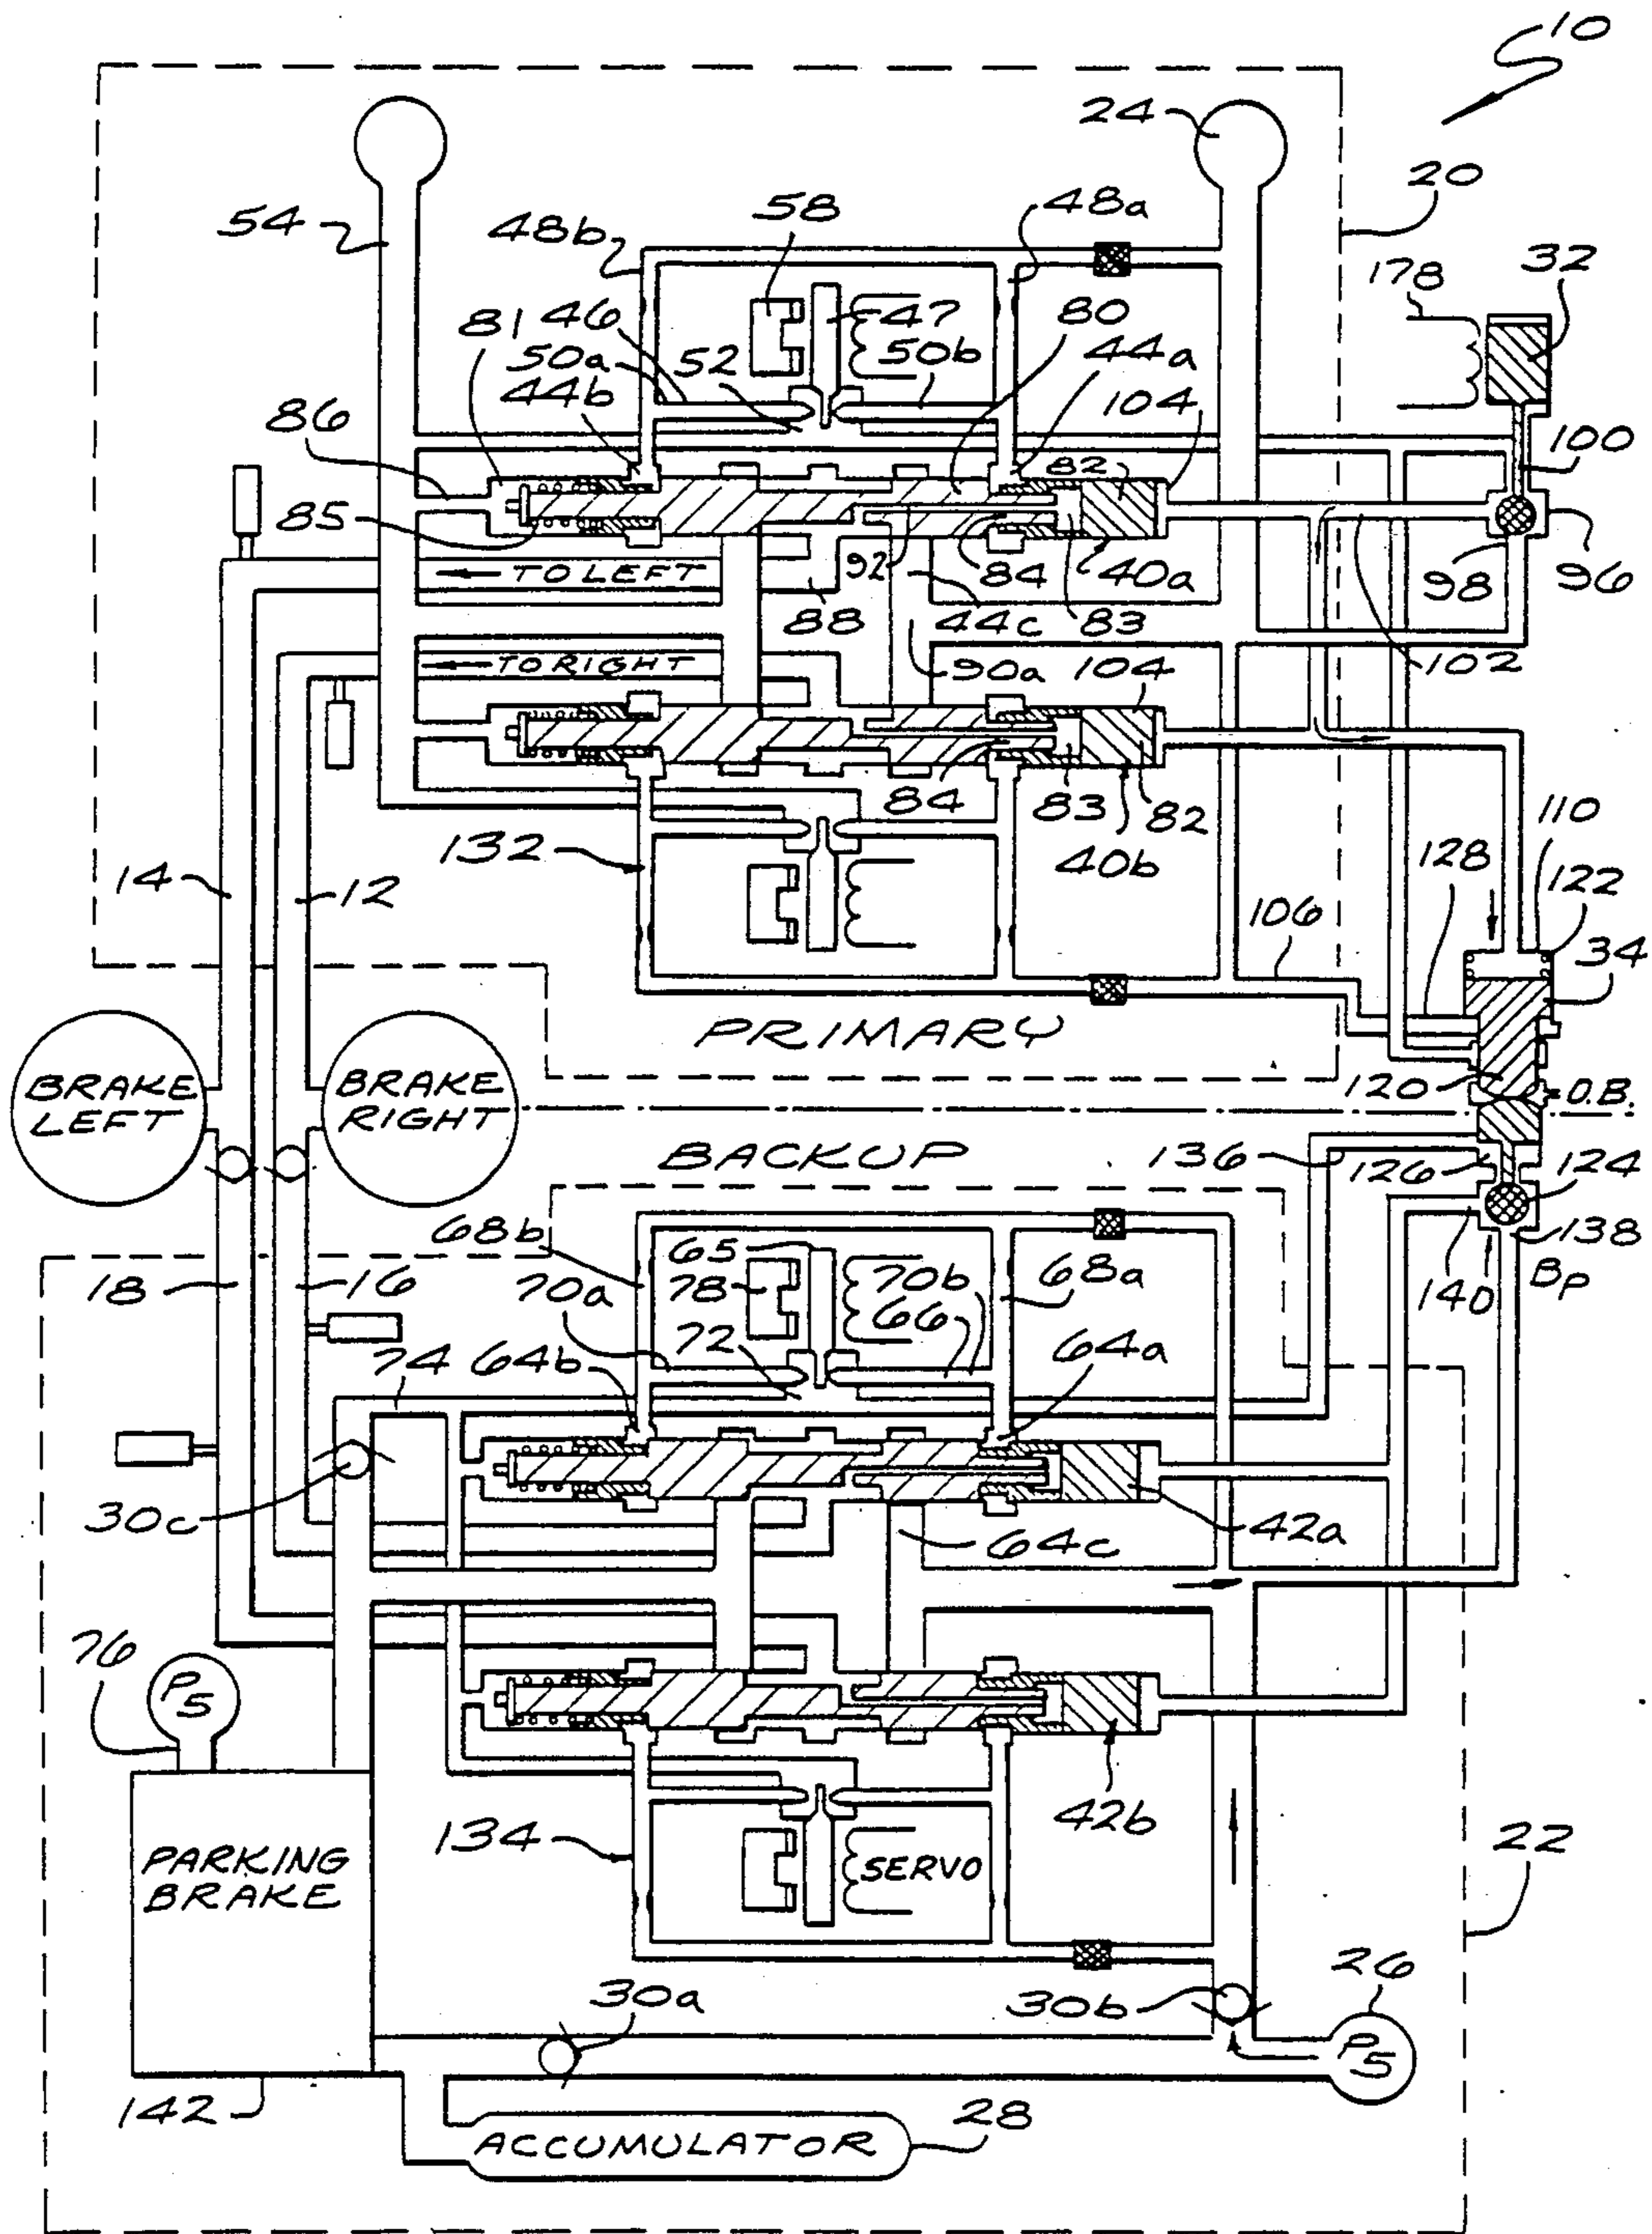 10
24
20
58
48a
54
48b
178
32
81
46
47
80
50a
52
50b
44a
44b
104
86
82
100
85
TO LEFT
92
84
40a
98
96
88
44c
83
TO RIGHT
90a
104
102
84
83
82
110
132
40b
128
122
14
12
106
34
PRIMARY
BRAKE LEFT
BRAKE RIGHT
120
O.B.
BACKUP
136
126
124
68b
65
138
18
16
70a
78
70b
68a
140
BP
72
66
74
64b
64a
30c
42a
64c
76
P5
42b
134
SERVO
22
PARKING
BRAKE
26
30a
30b
P5
142
28
ACCUMULATOR